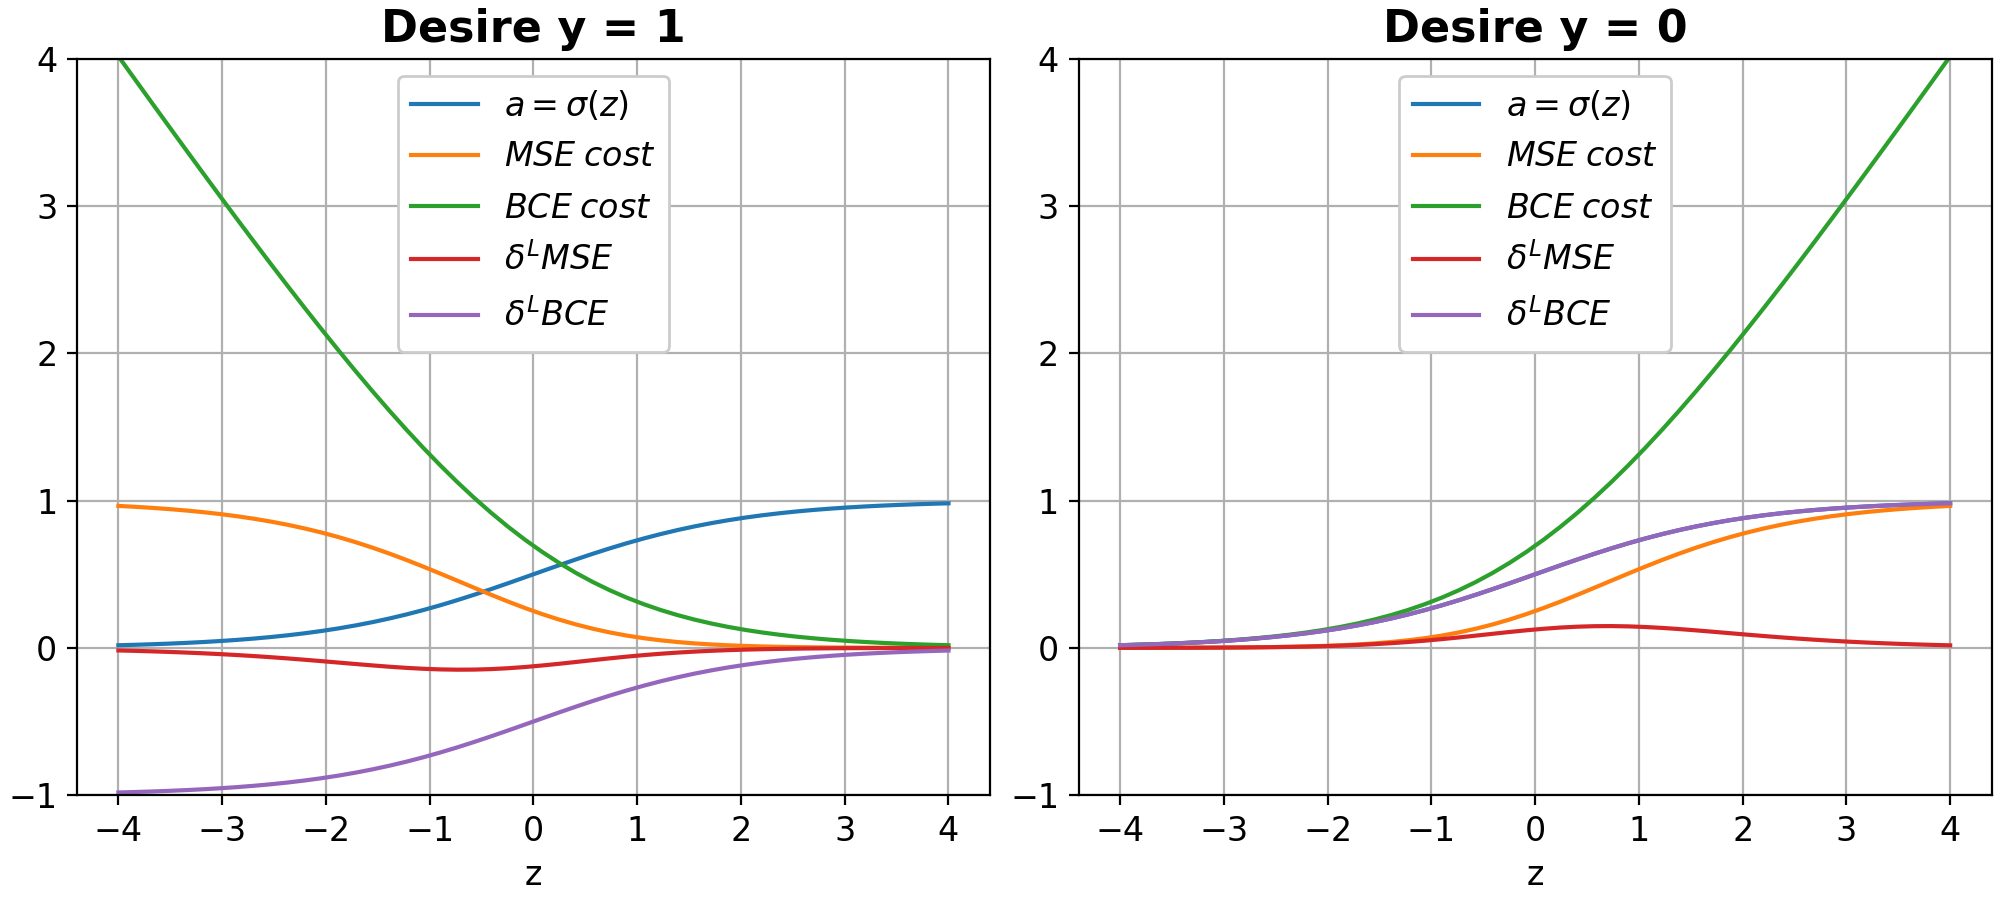 Desire y = 1
4
3
2
1
0
−1
a = σ(z)
MSE cost
BCE cost
δ^L MSE
δ^L BCE
−4 −3 −2 −1 0 1 2 3 4
z
Desire y = 0
4
3
2
1
0
−1
a = σ(z)
MSE cost
BCE cost
δ^L MSE
δ^L BCE
−4 −3 −2 −1 0 1 2 3 4
z